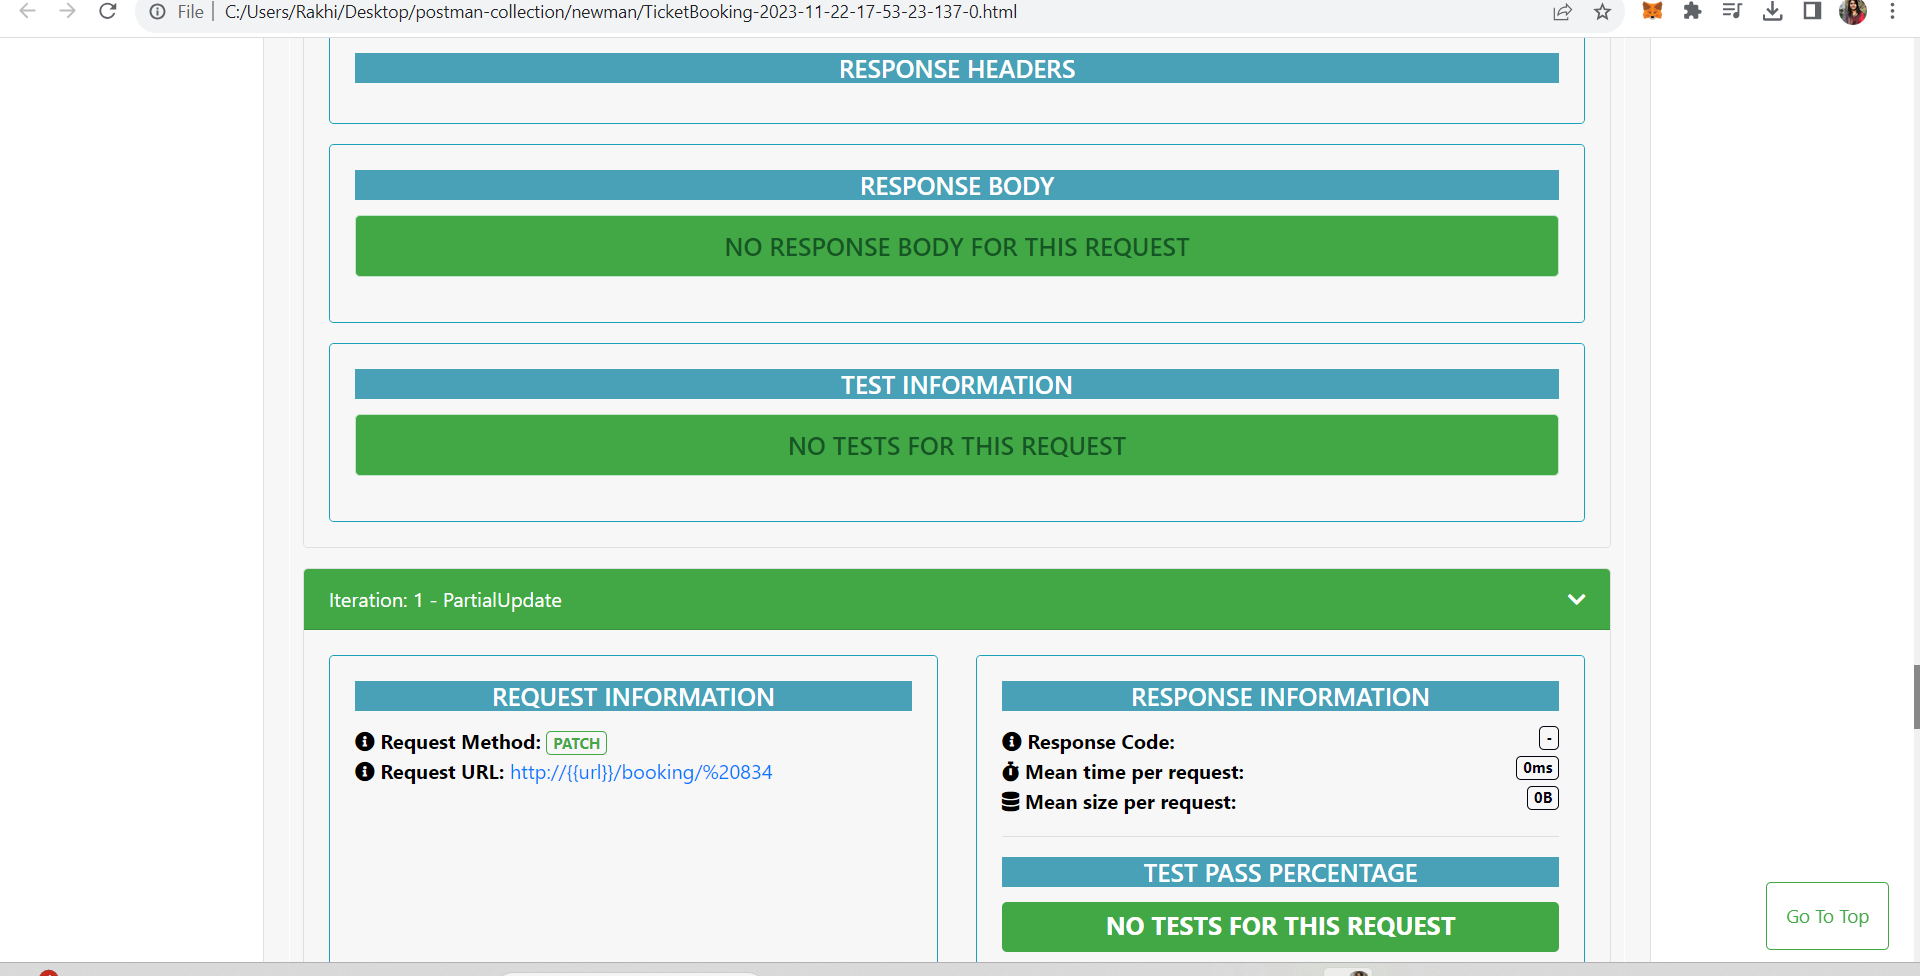 File | C:/Users/Rakhi/Desktop/postman-collection/newman/TicketBooking-2023-11-22-17-53-23-137-0.html
RESPONSE HEADERS
RESPONSE BODY
NO RESPONSE BODY FOR THIS REQUEST
TEST INFORMATION
NO TESTS FOR THIS REQUEST
Iteration: 1 - PartialUpdate
REQUEST INFORMATION
Request Method: PATCH
Request URL: http://{{url}}/booking/%20834
RESPONSE INFORMATION
Response Code: -
Mean time per request: 0ms
Mean size per request: 0B
TEST PASS PERCENTAGE
NO TESTS FOR THIS REQUEST
Go To Top